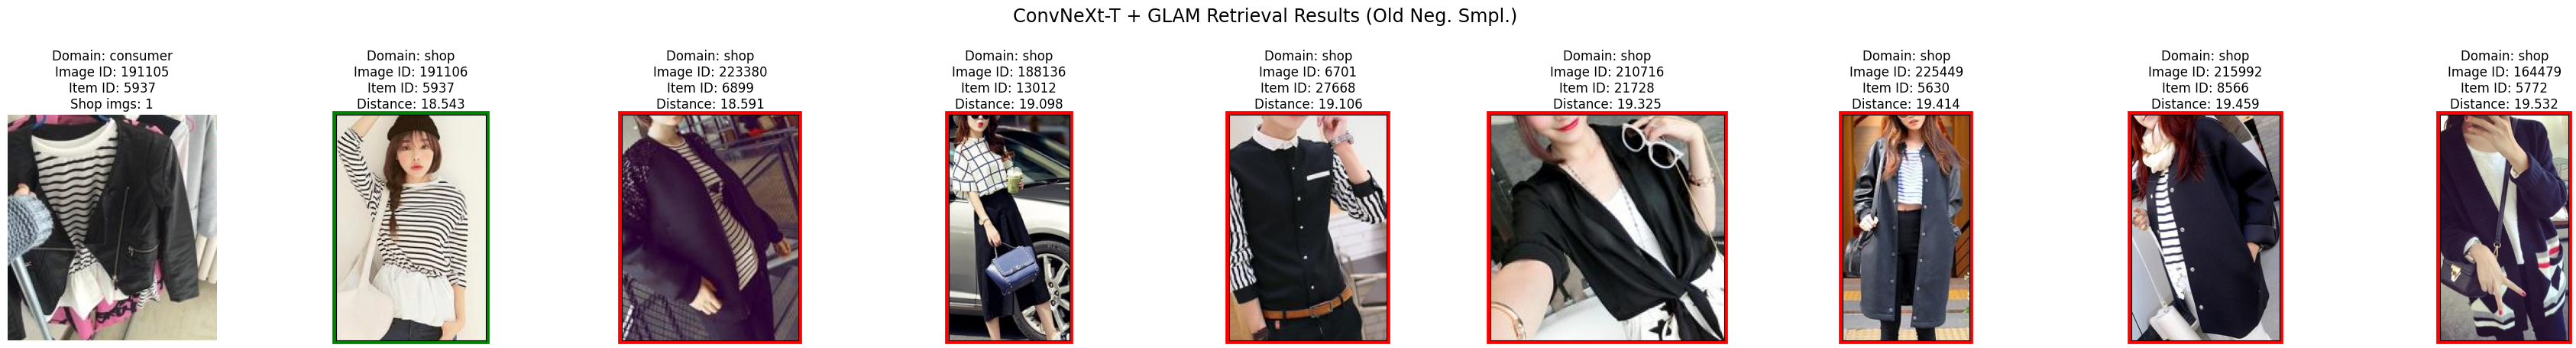 ConvNeXt-T + GLAM Retrieval Results (Old Neg. Smpl.)
Domain: consumer
Image ID: 191105
Item ID: 5937
Shop imgs: 1
Domain: shop
Image ID: 191106
Item ID: 5937
Distance: 18.543
Domain: shop
Image ID: 223380
Item ID: 6899
Distance: 18.591
Domain: shop
Image ID: 188136
Item ID: 13012
Distance: 19.098
Domain: shop
Image ID: 6701
Item ID: 27668
Distance: 19.106
Domain: shop
Image ID: 210716
Item ID: 21728
Distance: 19.325
Domain: shop
Image ID: 225449
Item ID: 5630
Distance: 19.414
Domain: shop
Image ID: 215992
Item ID: 8566
Distance: 19.459
Domain: shop
Image ID: 164479
Item ID: 5772
Distance: 19.532